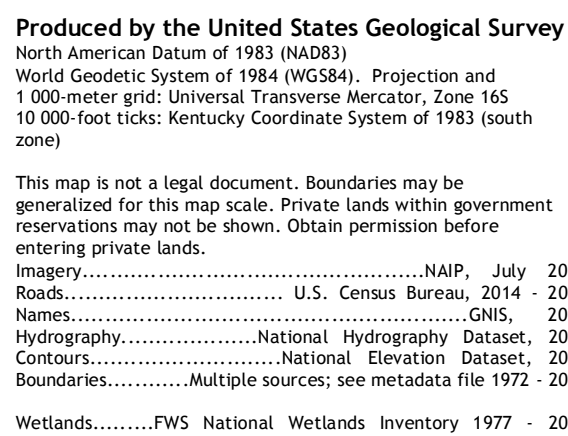 Produced by the United States Geological Survey
North American Datum of 1983 (NAD83)
World Geodetic System of 1984 (WGS84). Projection and
1 000-meter grid: Universal Transverse Mercator, Zone 16S
10 000-foot ticks: Kentucky Coordinate System of 1983 (south
zone)
This map is not a legal document. Boundaries may be
generalized for this map scale. Private lands within government
reservations may not be shown. Obtain permission before
entering private lands.
Imagery..................................................NAIP, July 20
Roads................................ U.S. Census Bureau, 2014 - 20
Names..........................................................GNIS, 20
Hydrography....................National Hydrography Dataset, 20
Contours............................National Elevation Dataset, 20
Boundaries............Multiple sources; see metadata file 1972 - 20
Wetlands.........FWS National Wetlands Inventory 1977 - 20